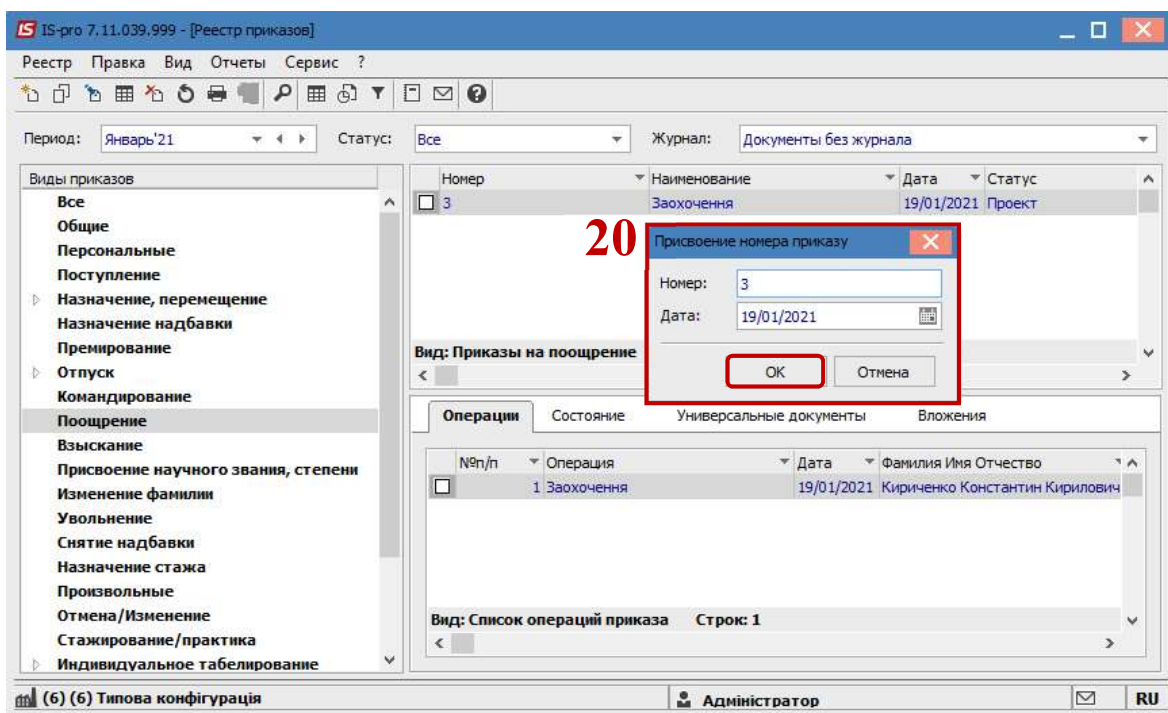 IS-pro 7.11.039.999 - [Реестр приказов]
Реестр Правка Вид Отчеты Сервис ?
Период: Январь'21 Статус: Все Журнал: Документы без журнала
Виды приказов
Все
Общие
Персональные
Поступление
Назначение, перемещение
Назначение надбавки
Премирование
Отпуск
Командирование
Поощрение
Взыскание
Присвоение научного звания, степени
Изменение фамилии
Увольнение
Снятие надбавки
Назначение стажа
Произвольные
Отмена/Изменение
Стажирование/практика
Индивидуальное табелирование
Номер Наименование Дата Статус
3 Заохочення 19/01/2021 Проект
20
Присвоение номера приказу
Номер: 3
Дата: 19/01/2021
OK Отмена
Вид: Приказы на поощрение
Операции Состояние Универсальные документы Вложения
№п/п Операция Дата Фамилия Имя Отчество
1 Заохочення 19/01/2021 Кириченко Константин Кирилович
Вид: Список операций приказа Строк: 1
(6) (6) Типова конфігурація Адміністратор RU